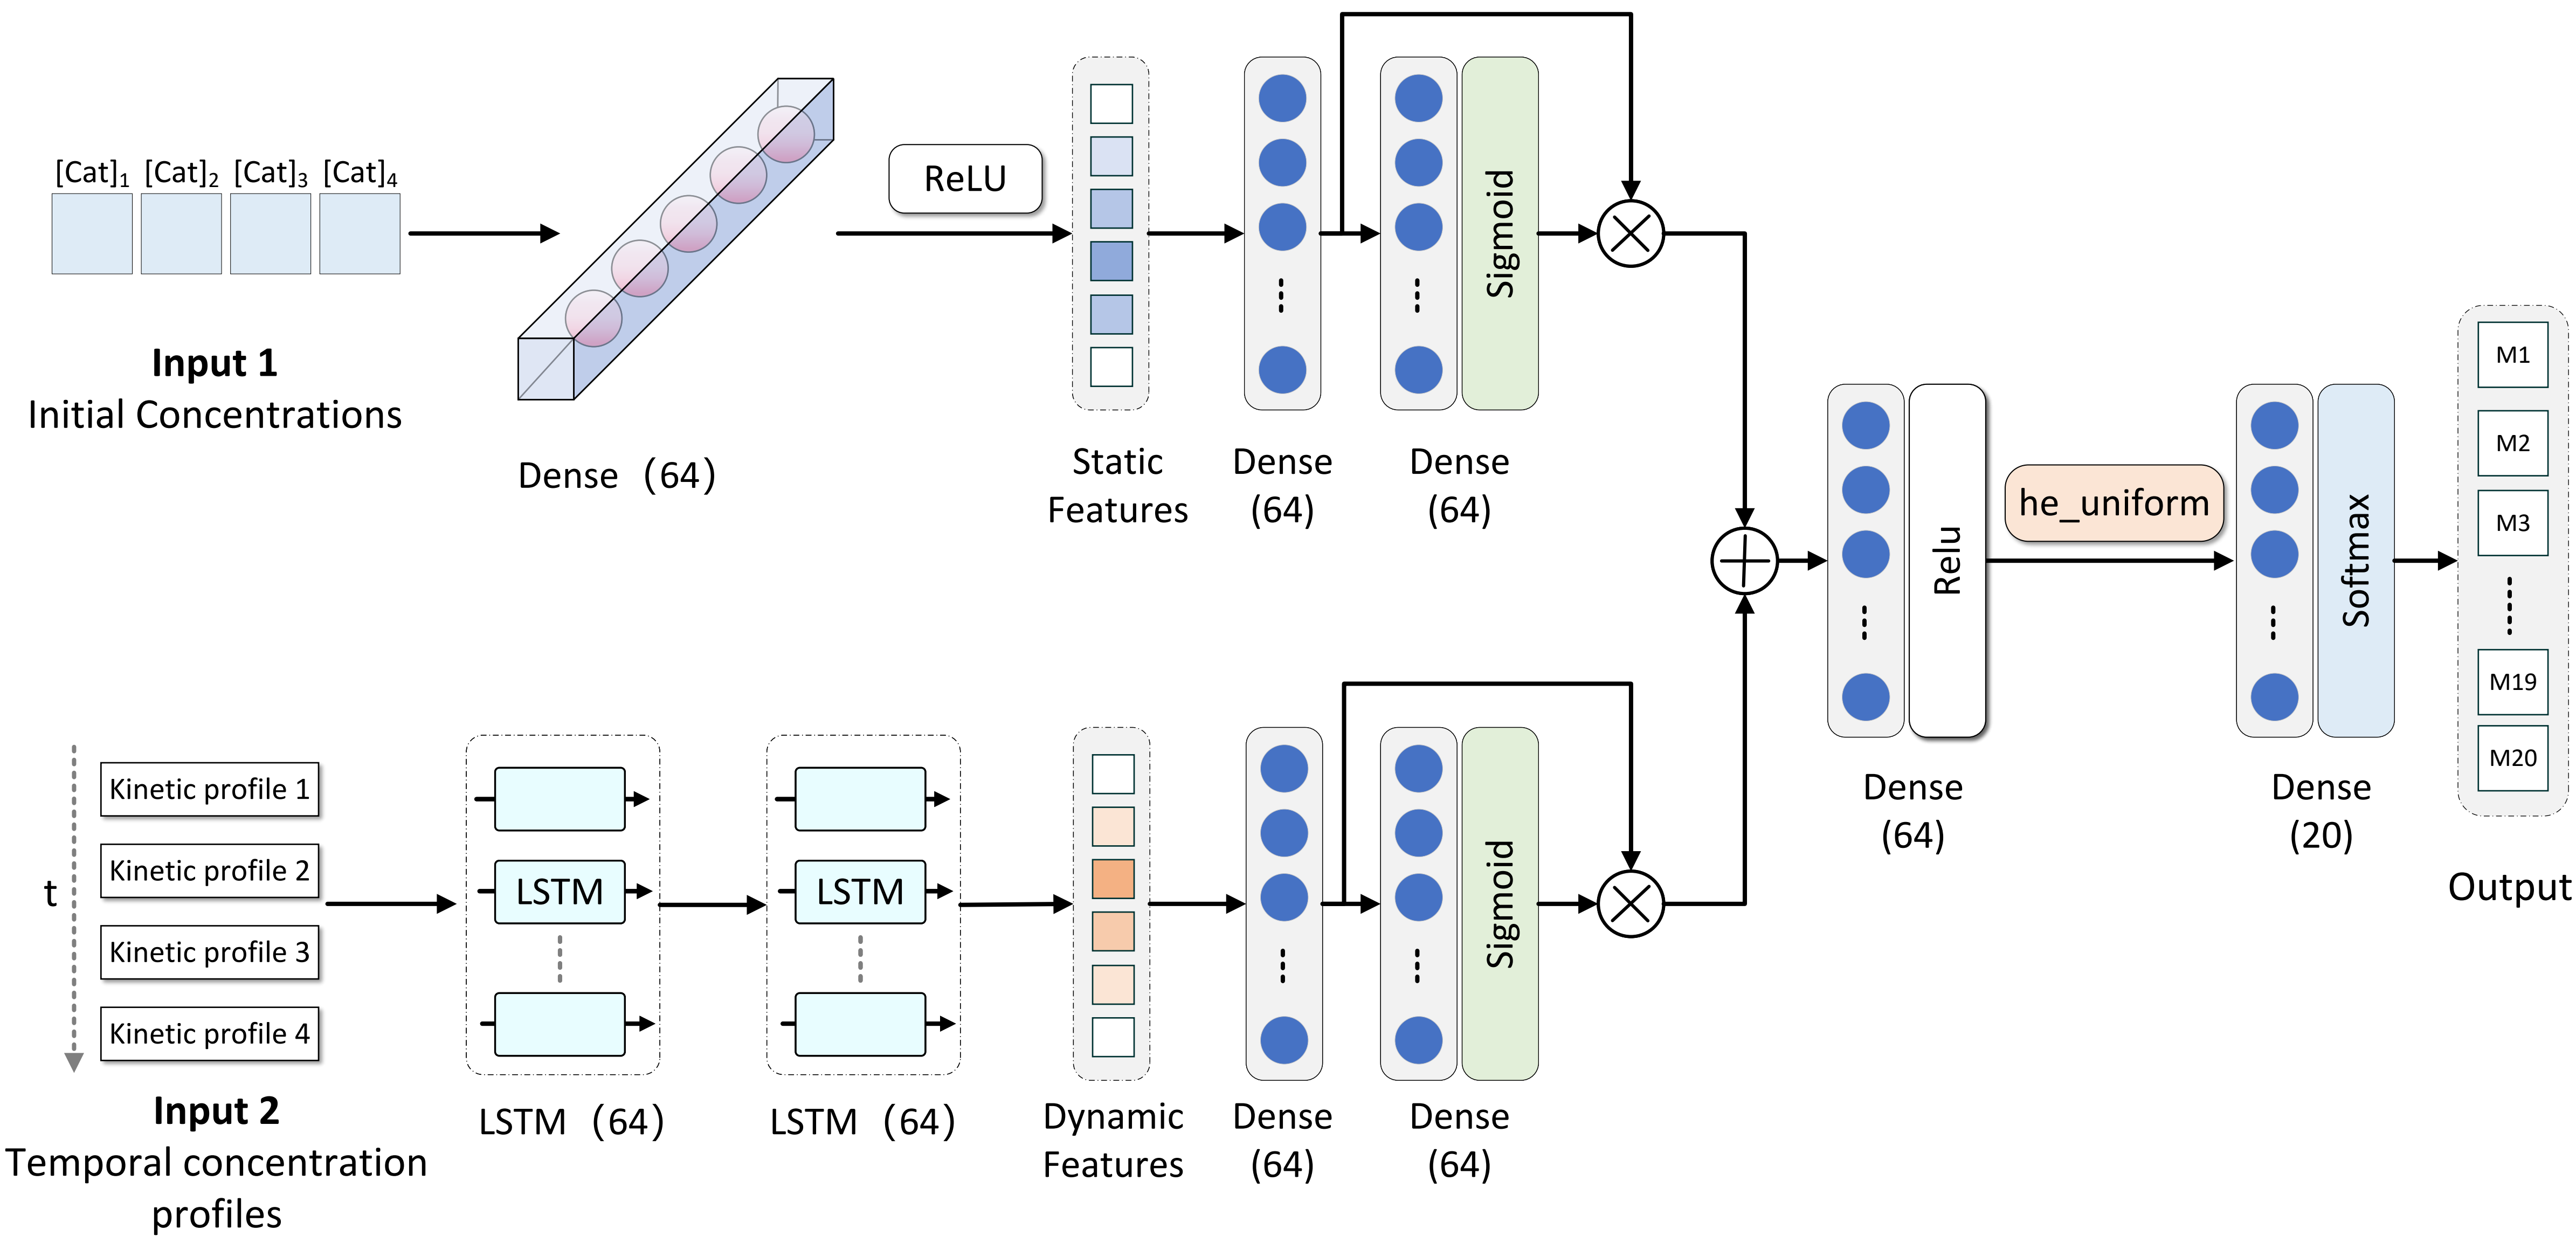 [Cat]₁ [Cat]₂ [Cat]₃ [Cat]₄
Input 1
Initial Concentrations
Dense (64)
ReLU
Static
Features
Dense
(64)
Dense
(64)
Sigmoid
t
Kinetic profile 1
Kinetic profile 2
Kinetic profile 3
Kinetic profile 4
Input 2
Temporal concentration
profiles
LSTM
LSTM (64)
LSTM
LSTM (64)
Dynamic
Features
Dense
(64)
Dense
(64)
Sigmoid
Relu
Dense
(64)
he_uniform
Softmax
Dense
(20)
M1
M2
M3
M19
M20
Output